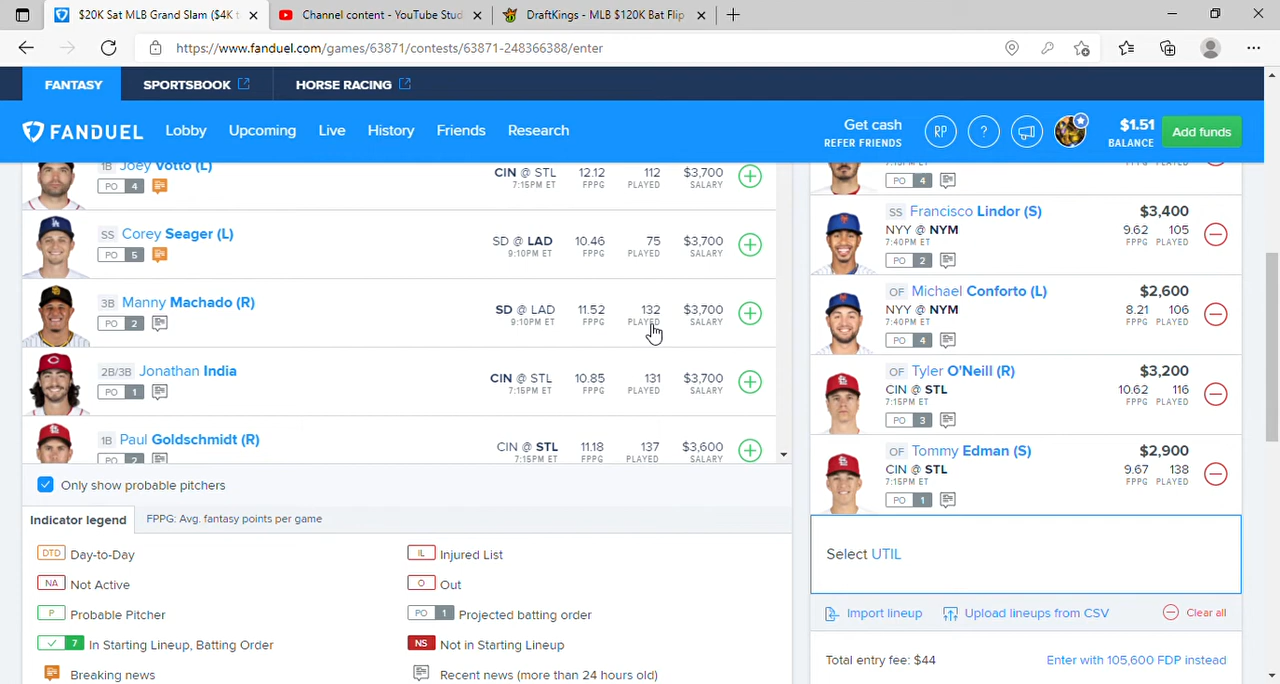 $20K Sat MLB Grand Slam ($4K t
Channel content - YouTube Stud
DraftKings - MLB $120K Bat Flip
https://www.fanduel.com/games/63871/contests/63871-248366388/enter
FANTASY SPORTSBOOK HORSE RACING
FANDUEL Lobby Upcoming Live History Friends Research
Get cash
REFER FRIENDS
RP
?
$1.51
BALANCE
Add funds
1B Joey Votto (L) CIN @ STL 12.12 112 $3,700
PO 4 7:15PM ET FPPG PLAYED SALARY
SS Corey Seager (L) SD @ LAD 10.46 75 $3,700
PO 5 9:10PM ET FPPG PLAYED SALARY
3B Manny Machado (R) SD @ LAD 11.52 132 $3,700
PO 2 9:10PM ET FPPG PLAYED SALARY
2B/3B Jonathan India CIN @ STL 10.85 131 $3,700
PO 1 7:15PM ET FPPG PLAYED SALARY
1B Paul Goldschmidt (R) CIN @ STL 11.18 137 $3,600
PO 2 7:15PM ET FPPG PLAYED SALARY
Only show probable pitchers
Indicator legend FPPG: Avg. fantasy points per game
DTD Day-to-Day
IL Injured List
NA Not Active
O Out
P Probable Pitcher
PO 1 Projected batting order
7 In Starting Lineup, Batting Order
NS Not in Starting Lineup
Breaking news
Recent news (more than 24 hours old)
7:15PM ET FPPG PLAYED
PO 4
SS Francisco Lindor (S) $3,400
NYY @ NYM 9.62 105
7:40PM ET FPPG PLAYED
PO 2
OF Michael Conforto (L) $2,600
NYY @ NYM 8.21 106
7:40PM ET FPPG PLAYED
PO 4
OF Tyler O'Neill (R) $3,200
CIN @ STL 10.62 116
7:15PM ET FPPG PLAYED
PO 3
OF Tommy Edman (S) $2,900
CIN @ STL 9.67 138
7:15PM ET FPPG PLAYED
PO 1
Select UTIL
Import lineup Upload lineups from CSV Clear all
Total entry fee: $44 Enter with 105,600 FDP instead